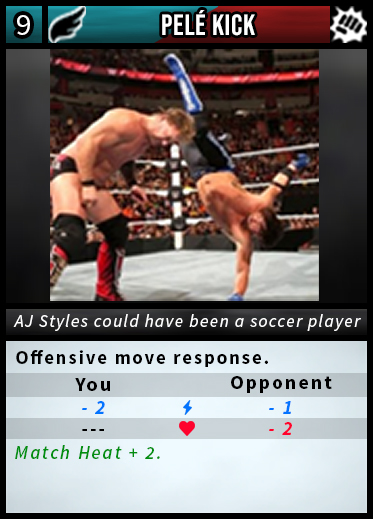 9 PELÉ KICK
AJ Styles could have been a soccer player
Offensive move response.
You Opponent
- 2 - 1
--- - 2
Match Heat + 2.